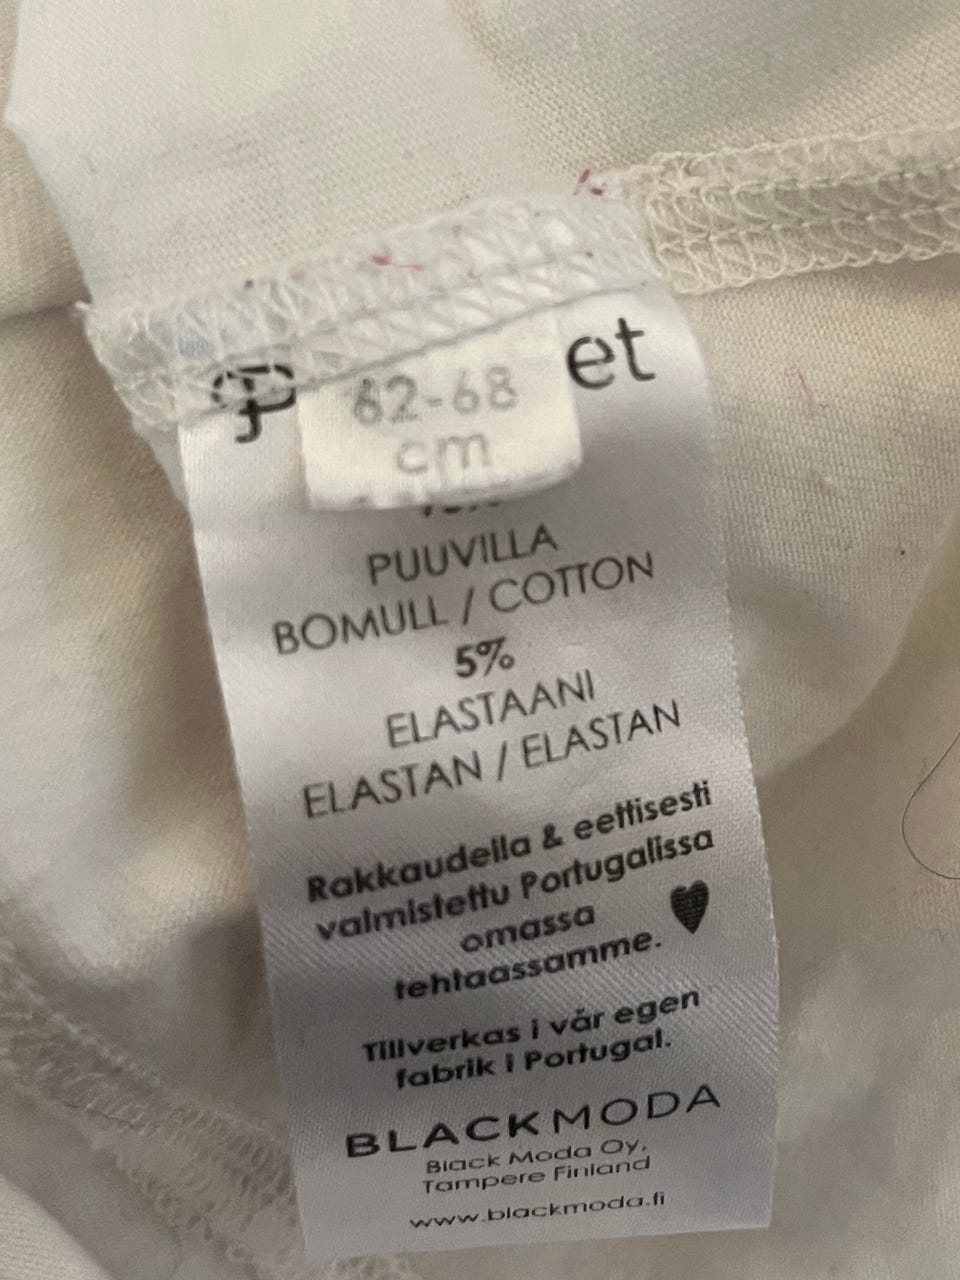 et
62-68
cm
PUUVILLA
BOMULL / COTTON
5%
ELASTAANI
ELASTAN / ELASTAN
Rakkaudella & eettisesti
valmistettu Portugalissa
omassa
tehtaassamme. ♥
Tillverkas i vår egen
fabrik i Portugal.
BLACKMODA
Black Moda Oy,
Tampere Finland
www.blackmoda.fi